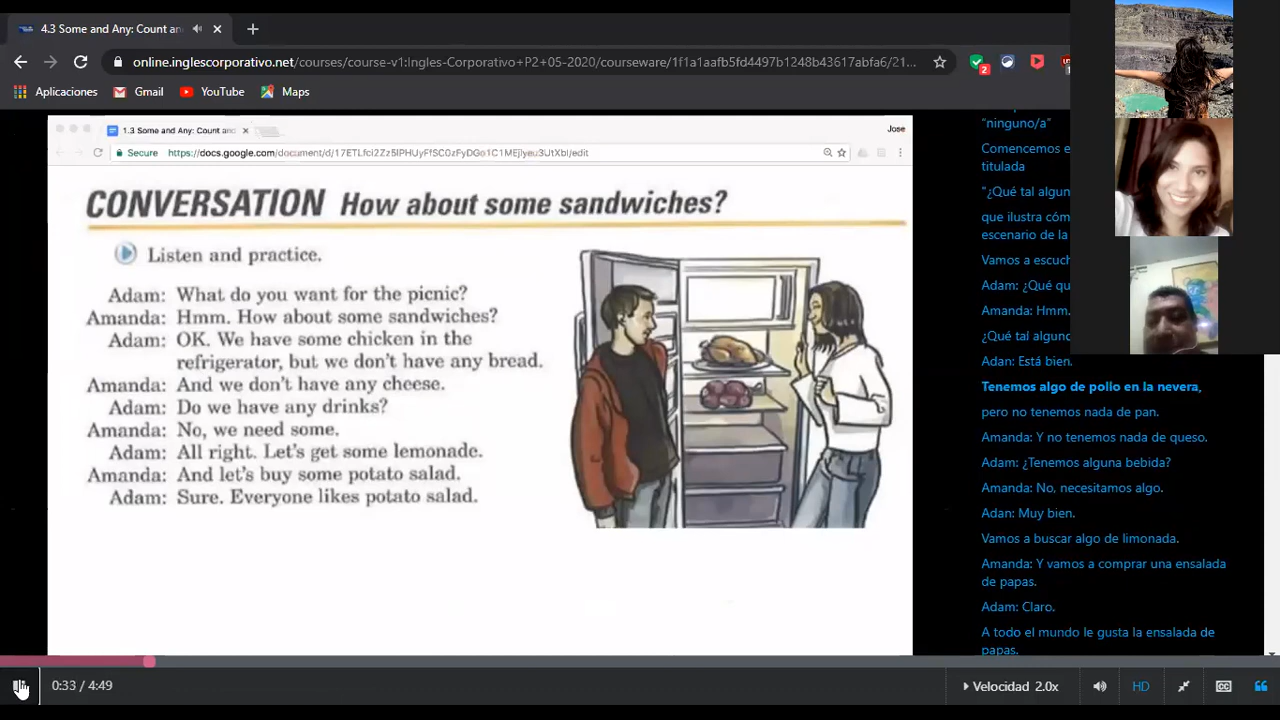 4.3 Some and Any: Count an
online.inglescorporativo.net/courses/course-v1:Ingles-Corporativo+P2+05-2020/courseware/1f1a1aafb5fd4497b1248b43617abfa6/21...
2
Aplicaciones
Gmail
YouTube
Maps
1.3 Some and Any: Count and
Jose
Secure
CONVERSATION How about some sandwiches?
Listen and practice.
Adam: What do you want for the picnic?
Amanda: Hmm. How about some sandwiches?
Adam: OK. We have some chicken in the
refrigerator, but we don't have any bread.
Amanda: And we don't have any cheese.
Adam: Do we have any drinks?
Amanda: No, we need some.
Adam: All right. Let's get some lemonade.
Amanda: And let's buy some potato salad.
Adam: Sure. Everyone likes potato salad.
"ninguno/a"
Comencemos e
titulada
"¿Qué tal algun
que ilustra cóm
escenario de la
Vamos a escuch
Adam: ¿Qué qu
Amanda: Hmm.
¿Qué tal alguno
Adan: Está bien.
Tenemos algo de pollo en la nevera,
pero no tenemos nada de pan.
Amanda: Y no tenemos nada de queso.
Adam: ¿Tenemos alguna bebida?
Amanda: No, necesitamos algo.
Adan: Muy bien.
Vamos a buscar algo de limonada.
Amanda: Y vamos a comprar una ensalada
de papas.
Adam: Claro.
A todo el mundo le gusta la ensalada de
papas.
0:33 / 4:49
Velocidad 2.0x
HD
CC